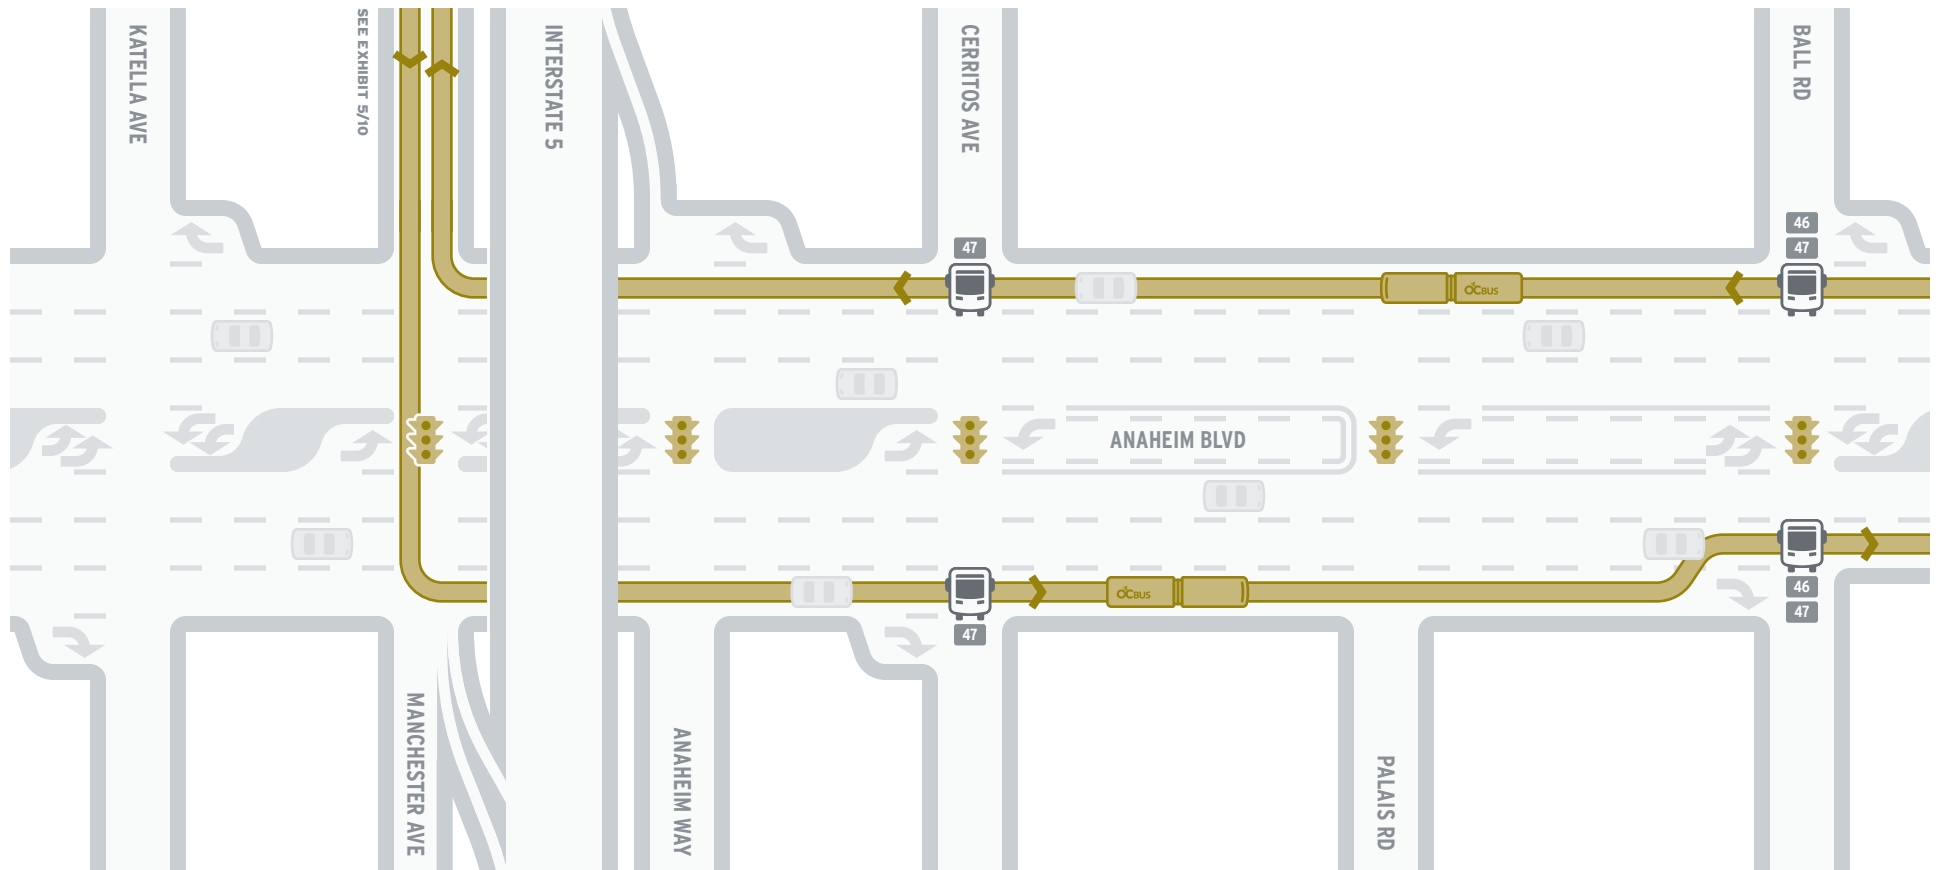 KATELLA AVE
SEE EXHIBIT 5/10
INTERSTATE 5
CERRITOS AVE
BALL RD
46
47
47
OCBUS
ANAHEIM BLVD
OCBUS
47
46
47
MANCHESTER AVE
ANAHEIM WAY
PALAIS RD